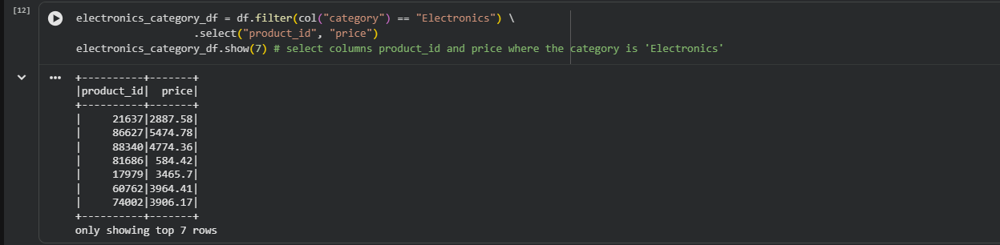 [12]
electronics_category_df = df.filter(col("category") == "Electronics") \
                   .select("product_id", "price")
electronics_category_df.show(7) # select columns product_id and price where the category is 'Electronics'
+----------+-------+
|product_id|  price|
+----------+-------+
|     21637|2887.58|
|     86627|5474.78|
|     88340|4774.36|
|     81686| 584.42|
|     17979| 3465.7|
|     60762|3964.41|
|     74002|3906.17|
+----------+-------+
only showing top 7 rows